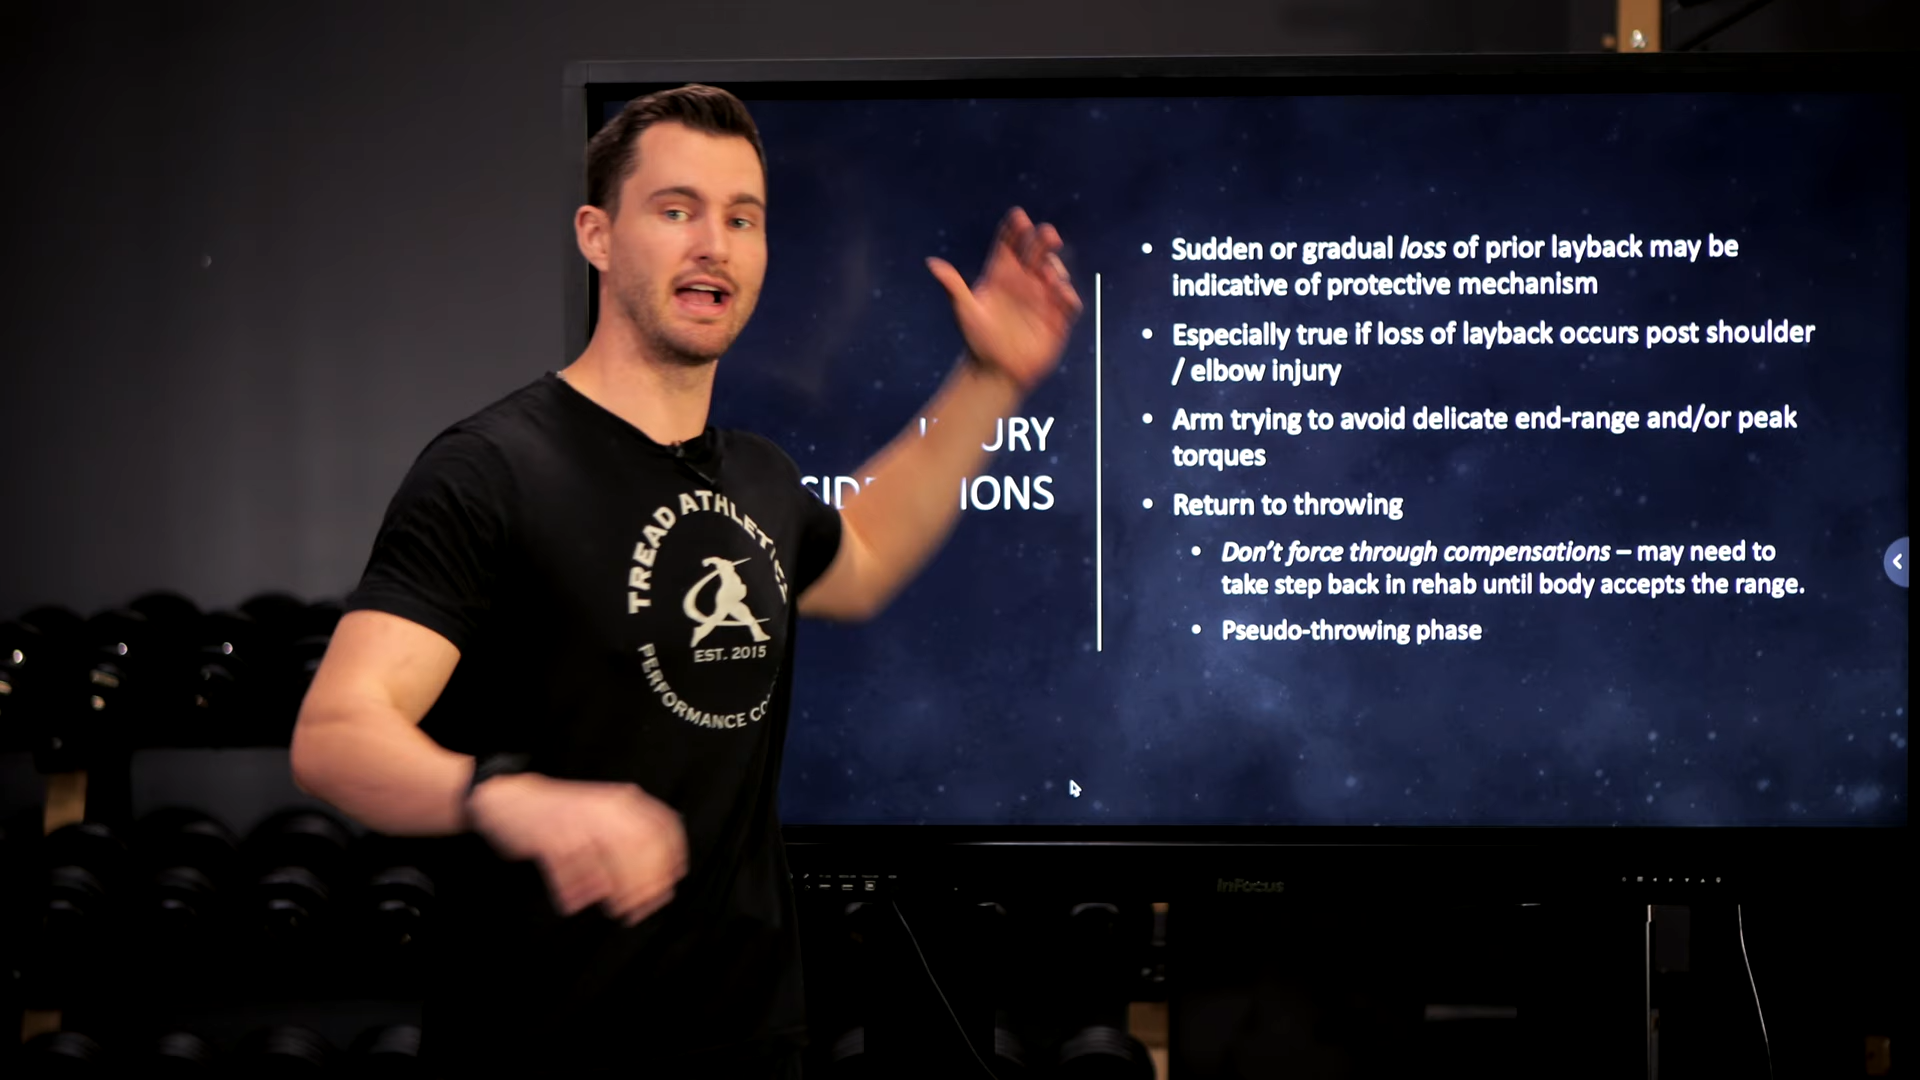 • Sudden or gradual loss of prior layback may be
indicative of protective mechanism
• Especially true if loss of layback occurs post shoulder
/ elbow injury
• Arm trying to avoid delicate end-range and/or peak
torques
• Return to throwing
• Don't force through compensations – may need to
take step back in rehab until body accepts the range.
• Pseudo-throwing phase
TREAD ATHLETICS
EST. 2015
PERFORMANCE
InFocus